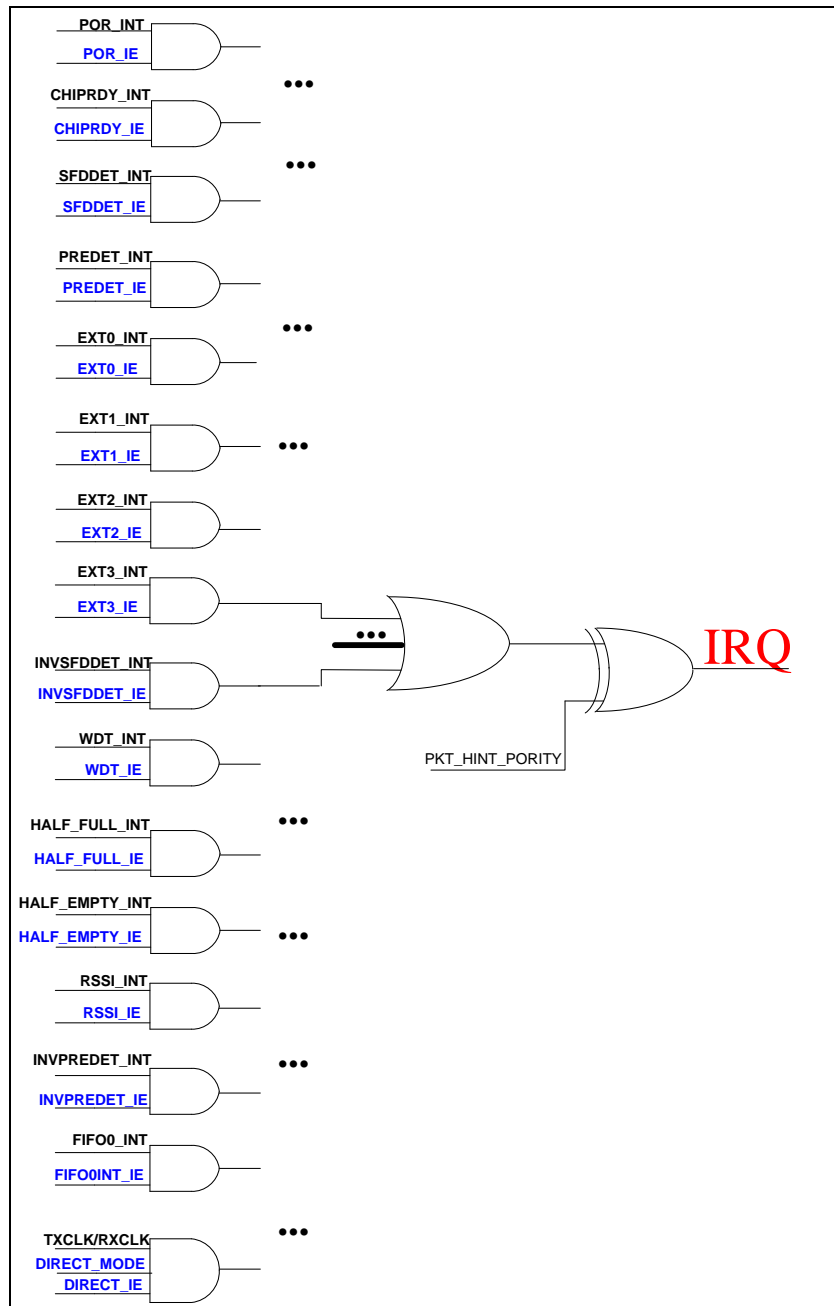 POR_INT
POR_IE
CHIPRDY_INT
CHIPRDY_IE
SFDDET_INT
SFDDET_IE
PREDET_INT
PREDET_IE
EXT0_INT
EXT0_IE
EXT1_INT
EXT1_IE
EXT2_INT
EXT2_IE
EXT3_INT
EXT3_IE
INVSFDDET_INT
INVSFDDET_IE
IRQ
WDT_INT
WDT_IE
PKT_HINT_PORITY
HALF_FULL_INT
HALF_FULL_IE
HALF_EMPTY_INT
HALF_EMPTY_IE
RSSI_INT
RSSI_IE
INVPREDET_INT
INVPREDET_IE
FIFO0_INT
FIFO0INT_IE
TXCLK/RXCLK
DIRECT_MODE
DIRECT_IE